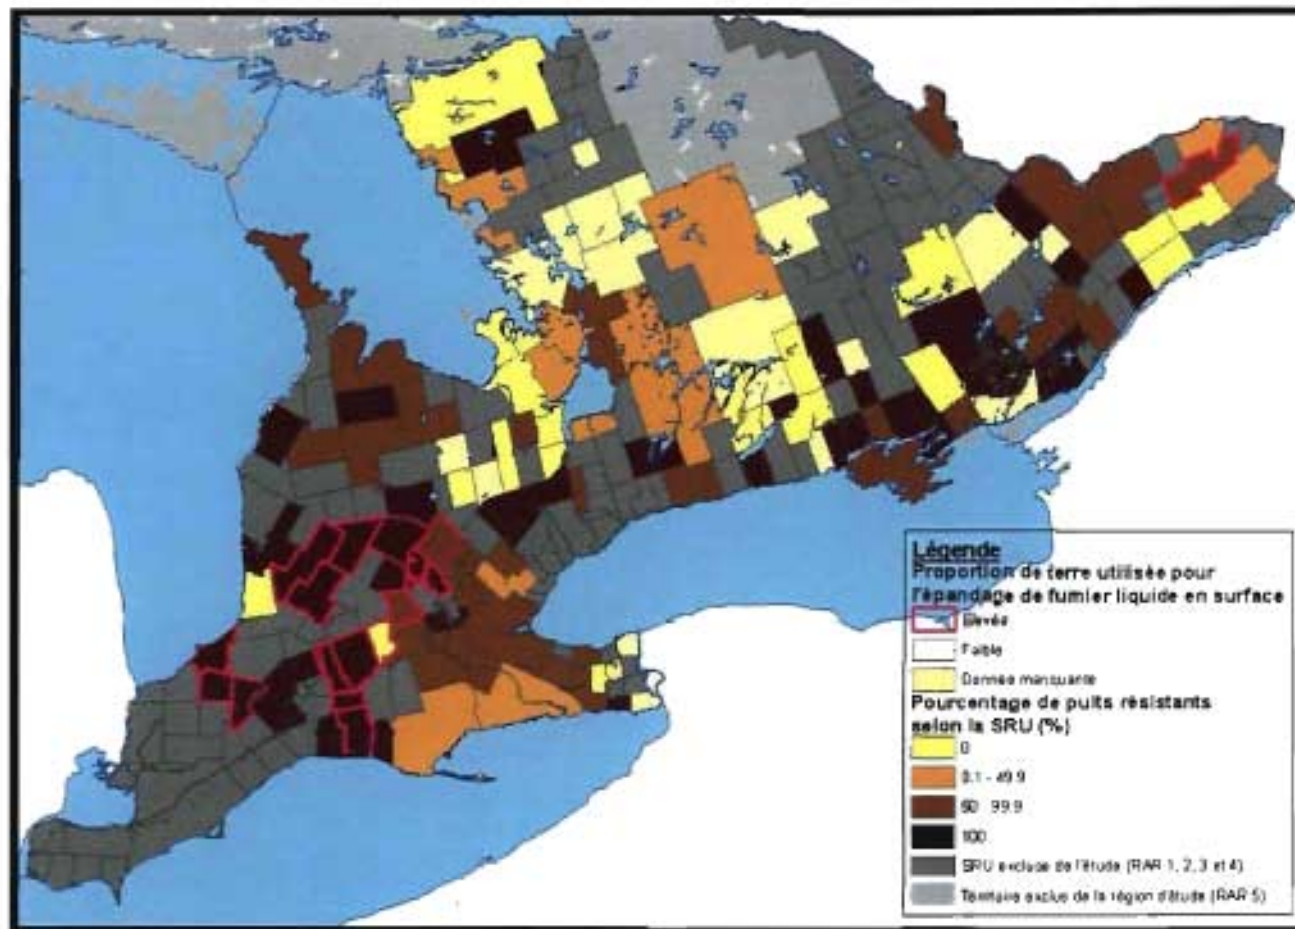 Légende
Proportion de terre utilisée pour
l'épandage de fumier liquide en surface
Élevée
Faible
Donnée manquante
Pourcentage de puits résistants
selon la SRU (%)
0
0.1 - 49.9
50 - 99.9
100
SRU exclue de l'étude (RAR 1, 2, 3 et 4)
Territoire exclus de la région d'étude (RAR 5)